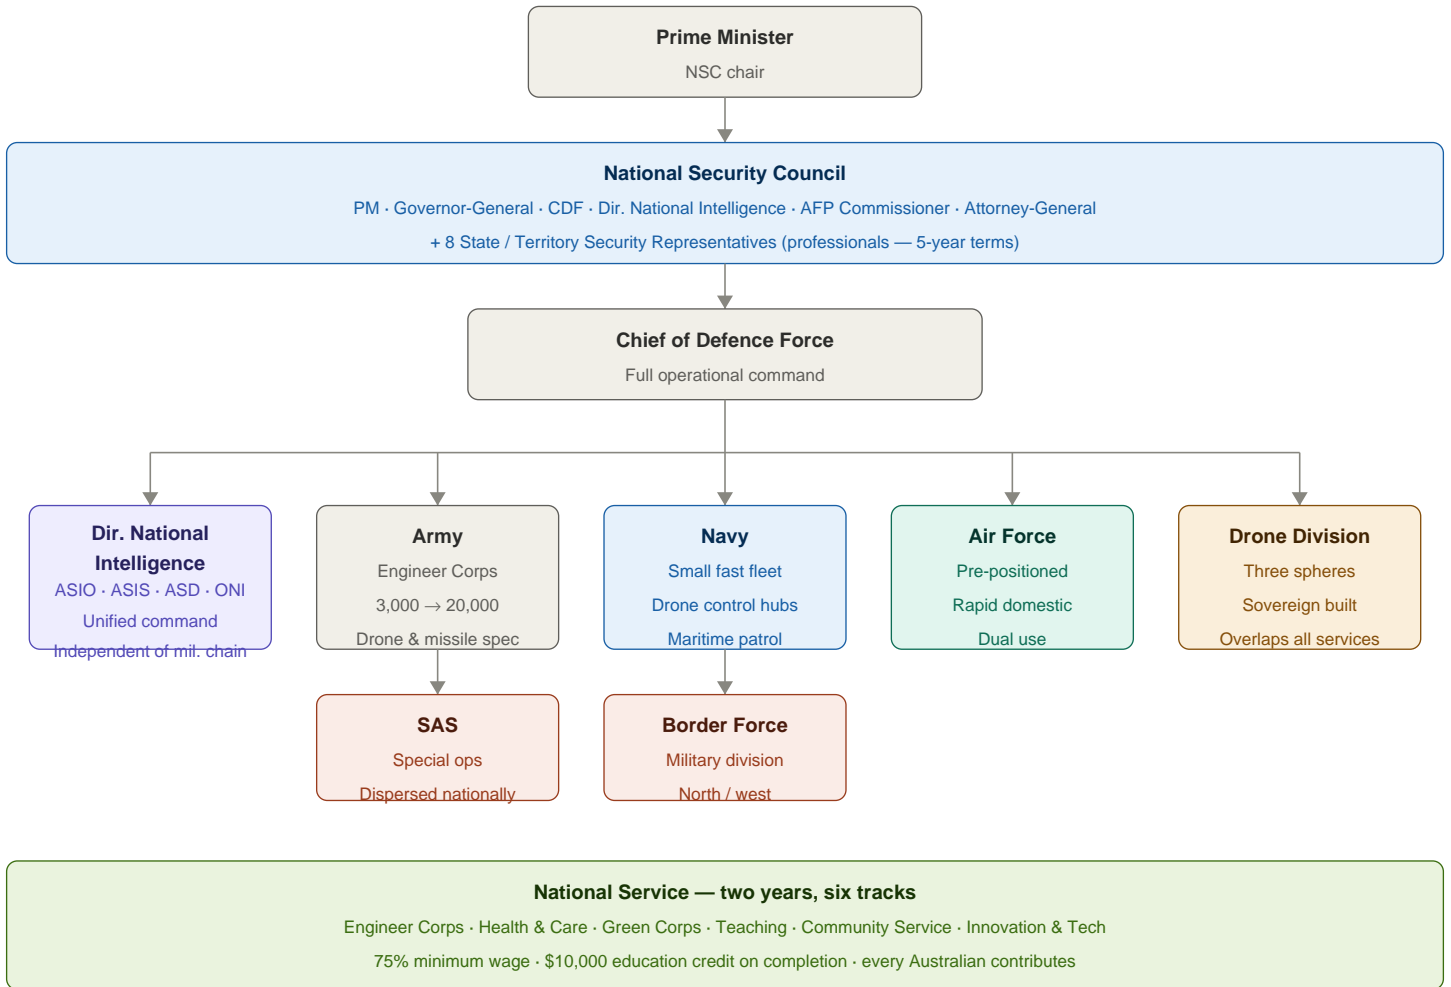 Prime Minister
NSC chair
National Security Council
PM · Governor-General · CDF · Dir. National Intelligence · AFP Commissioner · Attorney-General
+ 8 State / Territory Security Representatives (professionals — 5-year terms)
Chief of Defence Force
Full operational command
Dir. National
Intelligence
ASIO · ASIS · ASD · ONI
Unified command
Independent of mil. chain
Army
Engineer Corps
3,000 → 20,000
Drone & missile spec
Navy
Small fast fleet
Drone control hubs
Maritime patrol
Air Force
Pre-positioned
Rapid domestic
Dual use
Drone Division
Three spheres
Sovereign built
Overlaps all services
SAS
Special ops
Dispersed nationally
Border Force
Military division
North / west
National Service — two years, six tracks
Engineer Corps · Health & Care · Green Corps · Teaching · Community Service · Innovation & Tech
75% minimum wage · $10,000 education credit on completion · every Australian contributes